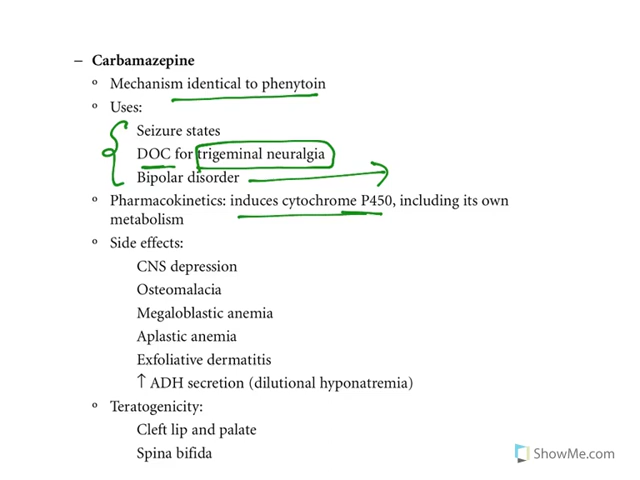 – Carbamazepine
º Mechanism identical to phenytoin
º Uses:
Seizure states
DOC for trigeminal neuralgia
Bipolar disorder
º Pharmacokinetics: induces cytochrome P450, including its own
metabolism
º Side effects:
CNS depression
Osteomalacia
Megaloblastic anemia
Aplastic anemia
Exfoliative dermatitis
↑ ADH secretion (dilutional hyponatremia)
º Teratogenicity:
Cleft lip and palate
Spina bifida
ShowMe.com